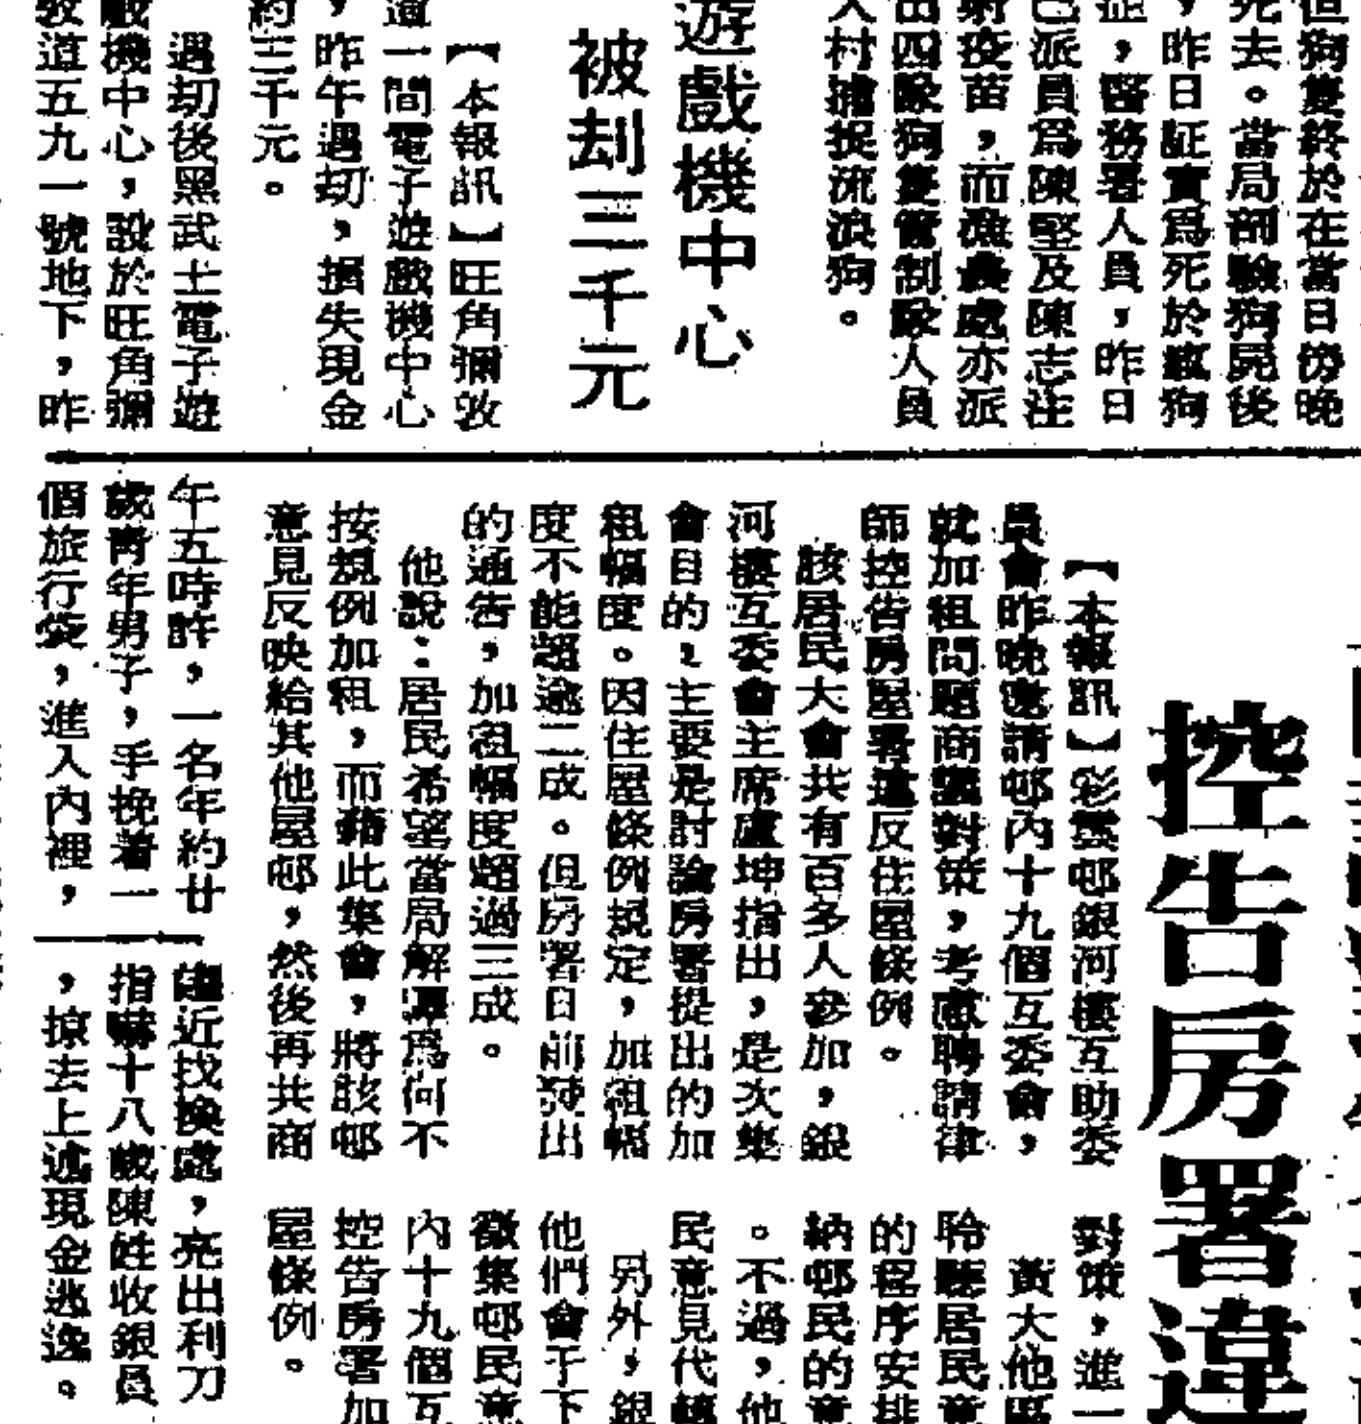 但狗隻終於在當日傍晚
死去。當局剖驗狗屍後
，昨日証實爲死於瘋狗
症，醫務署人員，昨日
已派員爲陳堅及陳志注
射疫苗，而漁農處亦派
出四隊狗隻管制隊人員
入村捕捉流浪狗。
遊戲機中心
被刦三千元
【本報訊】旺角彌敦
道一間電子遊戲機中心
，昨午遇刧，損失現金
約三千元。
遇刧後黑武士電子遊
戲機中心，設於旺角彌
敦道五九一號地下，昨
午五時許，一名年約廿
歲靑年男子，手挽着一
個旅行袋，進入內裡，
近找換處，亮出利刀
指嚇十八歲陳姓收銀員
，掠去上述現金逃逸。
控告房署違
【本報訊】彩雲邨銀河樓互助委
員會昨晚邀請邨內十九個互委會，
就加租問題商議對策，考慮聘請律
師控告房屋署違反住屋條例。
該居民大會共有百多人參加，銀
河樓互委會主席盧坤指出，是次集
會目的，主要是討論房署提出的加
租幅度。因住屋條例規定，加租幅
度不能超逾二成。但房署日前發出
的通告，加租幅度超過三成。
他說：居民希望當局解釋爲何不
按規例加租，而藉此集會，將該邨
意見反映給其他屋邨，然後再共商
對策，進一
黃大他區
聆聽居民意
的程序安排
納邨民的意
。不過，他
民意見代轉
另外，銀
他們會于下
徵集邨民意
內十九個互
控告房署加
屋條例。